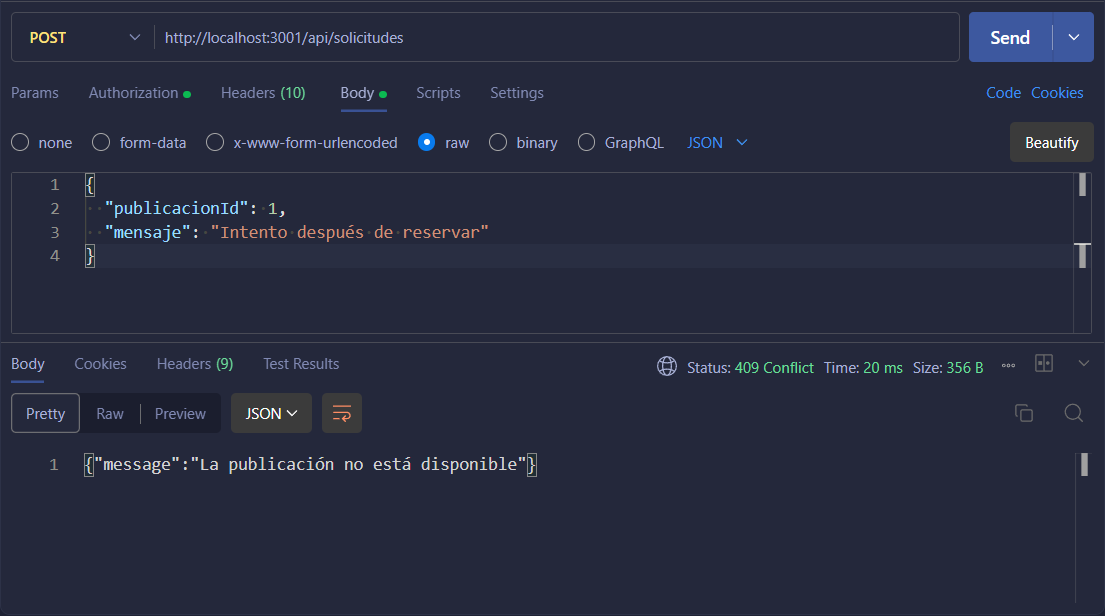 POST http://localhost:3001/api/solicitudes Send
Params Authorization Headers (10) Body Scripts Settings Code Cookies
none form-data x-www-form-urlencoded raw binary GraphQL JSON Beautify
1 {
2 "publicacionId": 1,
3 "mensaje": "Intento después de reservar"
4 }
Body Cookies Headers (9) Test Results Status: 409 Conflict Time: 20 ms Size: 356 B
Pretty Raw Preview JSON
1 {"message":"La publicación no está disponible"}